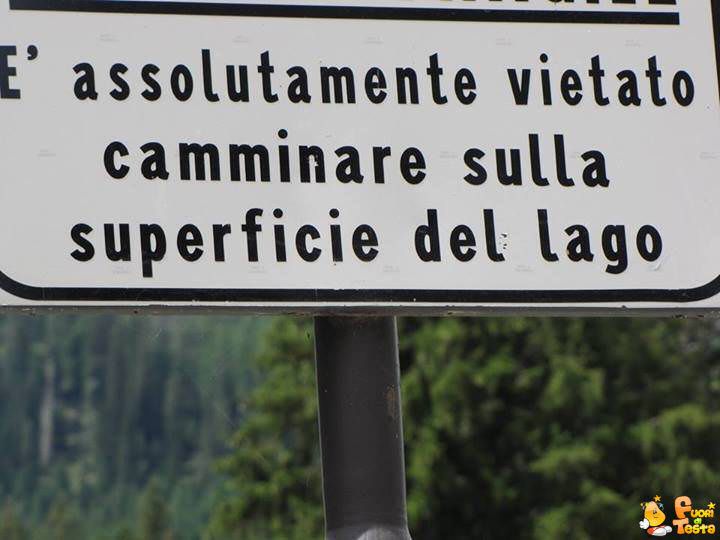 E' assolutamente vietato
camminare sulla
superficie del lago
Fuori
di
Testa